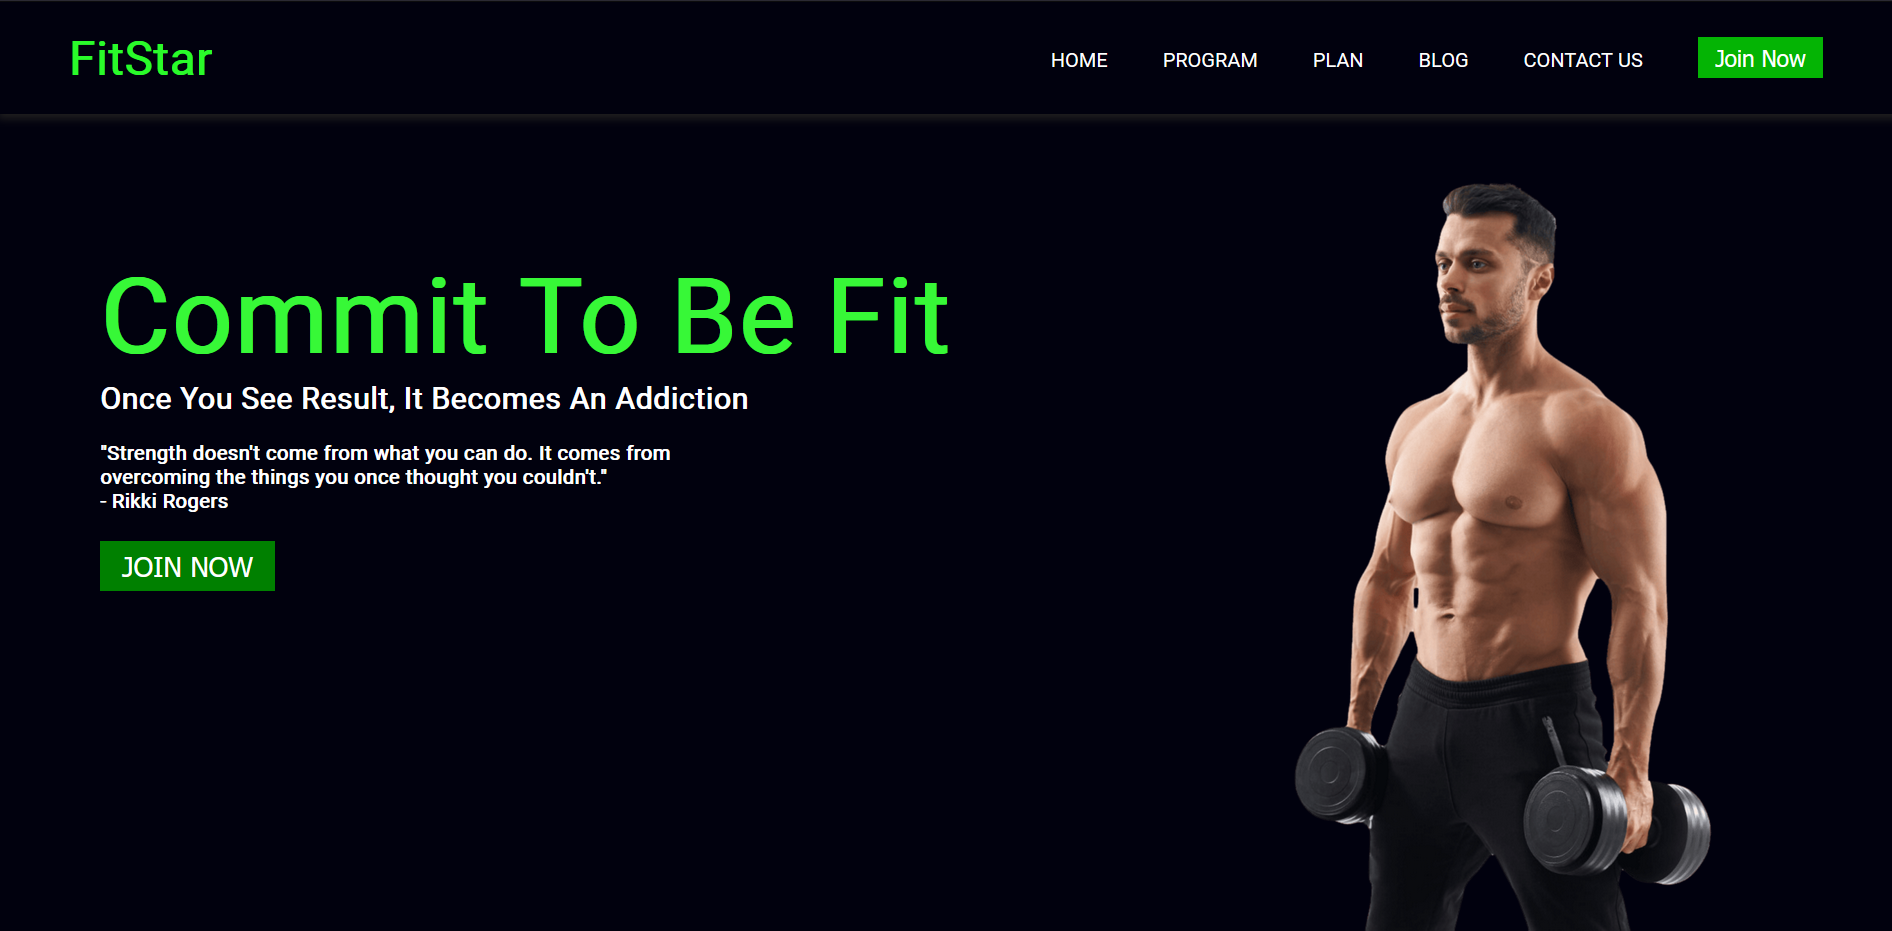 FitStar
HOME PROGRAM PLAN BLOG CONTACT US Join Now
Commit To Be Fit
Once You See Result, It Becomes An Addiction
"Strength doesn't come from what you can do. It comes from
overcoming the things you once thought you couldn't."
- Rikki Rogers
JOIN NOW